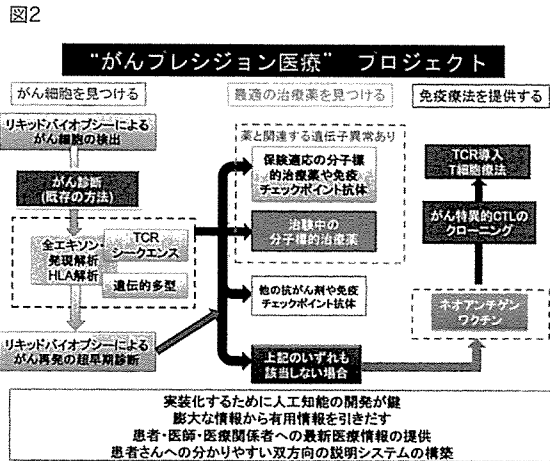 図2
"がんプレシジョン医療" プロジェクト
がん細胞を見つける
リキッドバイオプシーによる
がん細胞の検出
がん診断
(既存の方法)
全エキソン・
発現解析
HLA解析
TCR
シークエンス
遺伝的多型
リキッドバイオプシーによる
がん再発の超早期診断
最適の治療薬を見つける
薬と関連する遺伝子異常あり
保険適応の分子標
的治療薬や免疫
チェックポイント抗体
治験中の
分子標的治療薬
他の抗がん剤や免疫
チェックポイント抗体
上記のいずれも
該当しない場合
免疫療法を提供する
TCR導入
T細胞療法
がん特異的CTLの
クローニング
ネオアンチゲン
ワクチン
実装化するために人工知能の開発が鍵
膨大な情報から有用情報を引きだす
患者・医師・医療関係者への最新医療情報の提供
患者さんへの分かりやすい双方向の説明システムの構築